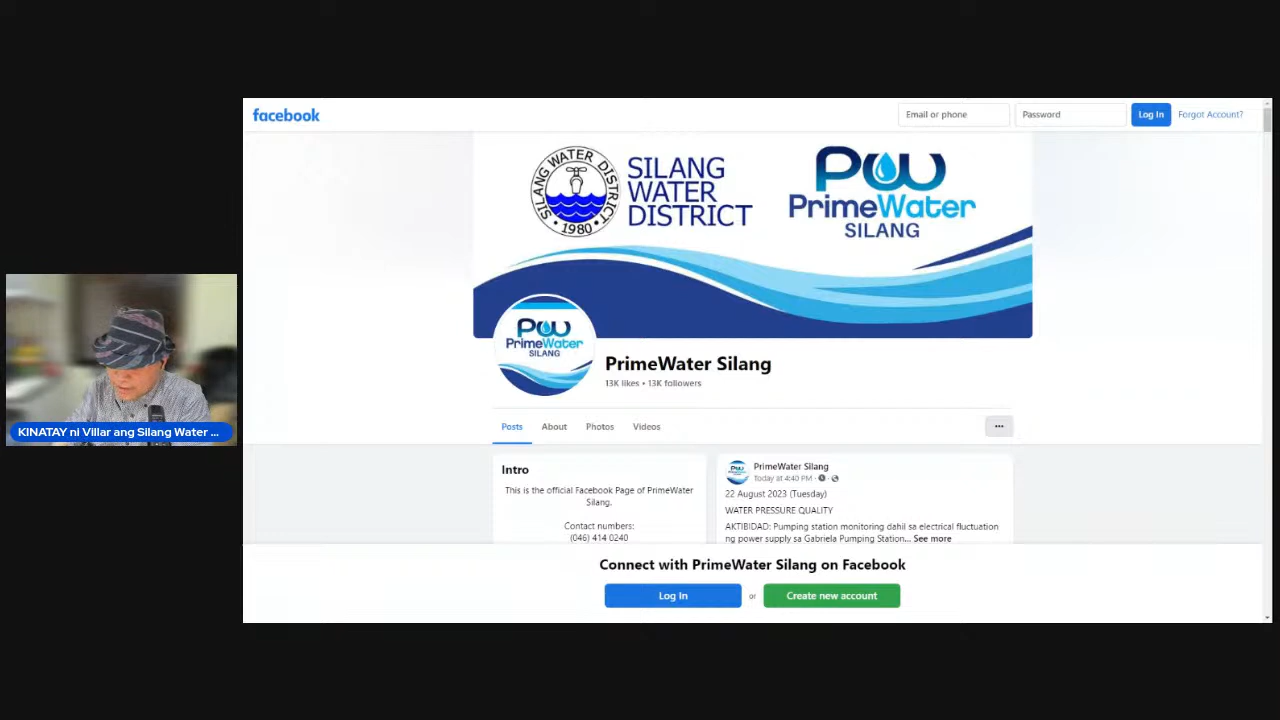 facebook
Email or phone
Password
Log In
Forgot Account?
SILANG WATER DISTRICT
1980
SILANG
WATER
DISTRICT
PW
PrimeWater
SILANG
PW
PrimeWater
SILANG
PrimeWater Silang
13K likes • 13K followers
Posts
About
Photos
Videos
Intro
This is the official Facebook Page of PrimeWater
Silang.
Contact numbers:
(046) 414 0240
PrimeWater Silang
Today at 4:40 PM
22 August 2023 (Tuesday)
WATER PRESSURE QUALITY
AKTIBIDAD: Pumping station monitoring dahil sa electrical fluctuation
ng power supply sa Gabriela Pumping Station... See more
KINATAY ni Villar ang Silang Water ...
Connect with PrimeWater Silang on Facebook
Log In
or
Create new account